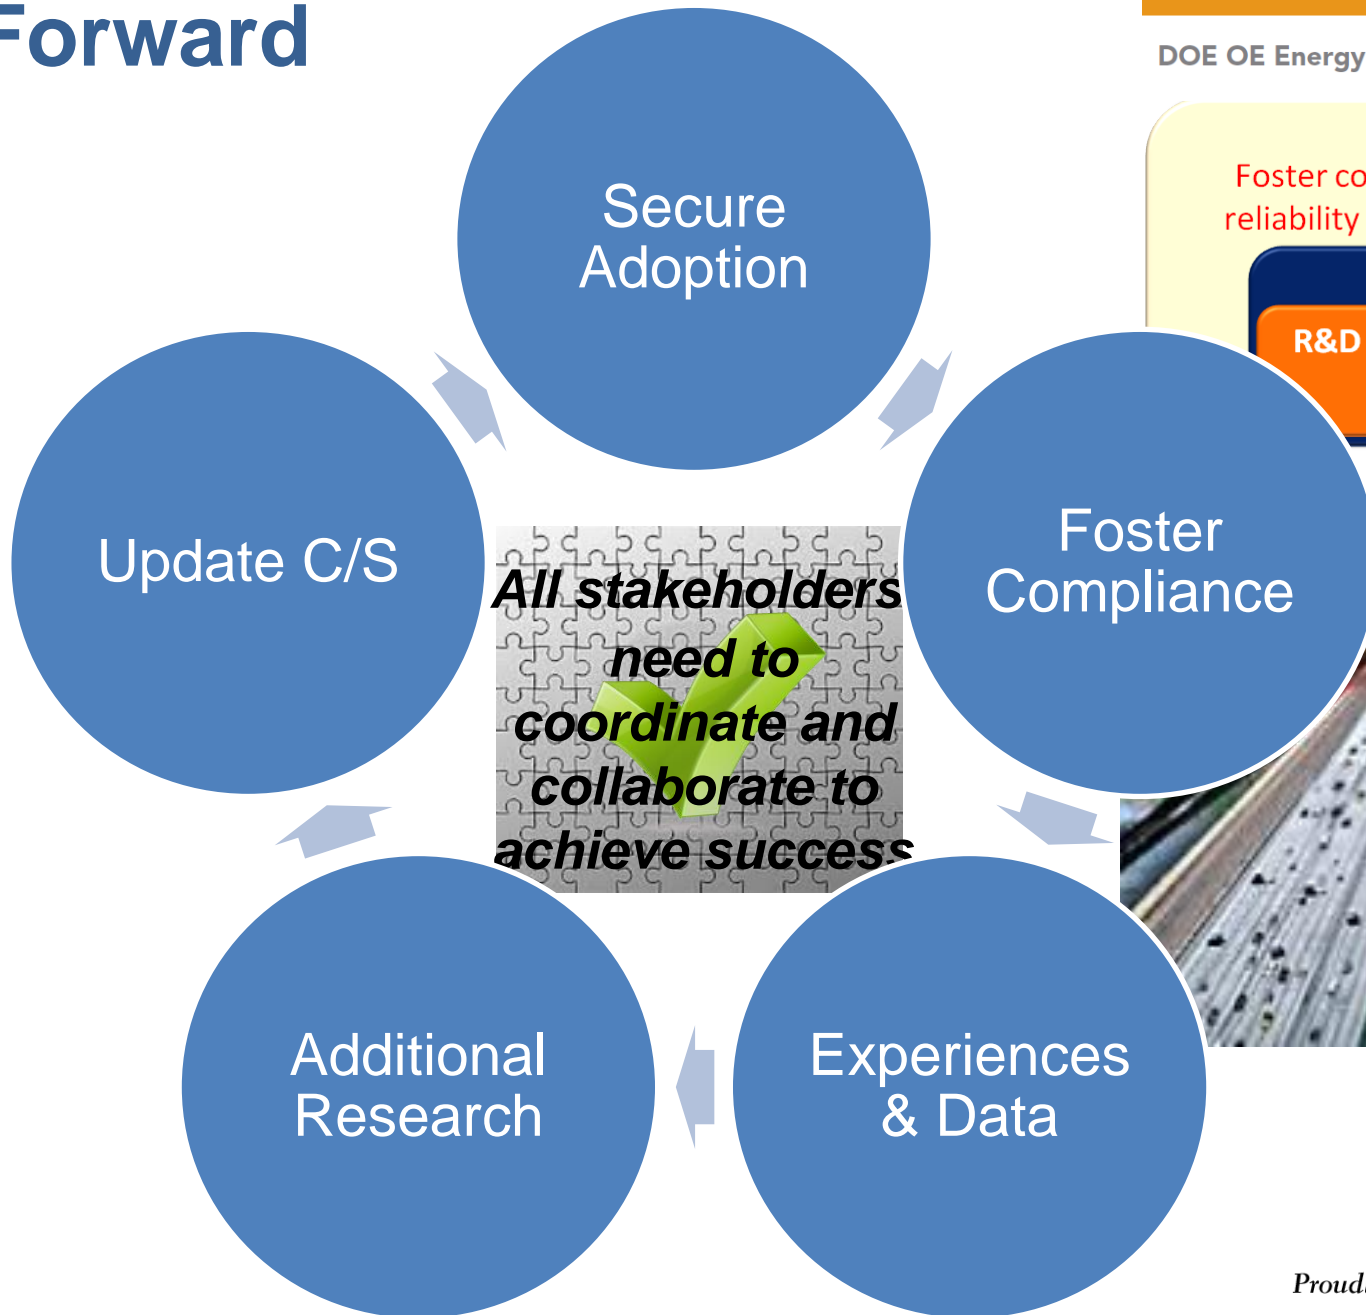 Forward
DOE OE Energy
Foster co
reliability
R&D
Secure
Adoption
Foster
Compliance
Update C/S
All stakeholders
need to
coordinate and
collaborate to
achieve success
Additional
Research
Experiences
& Data
Proud